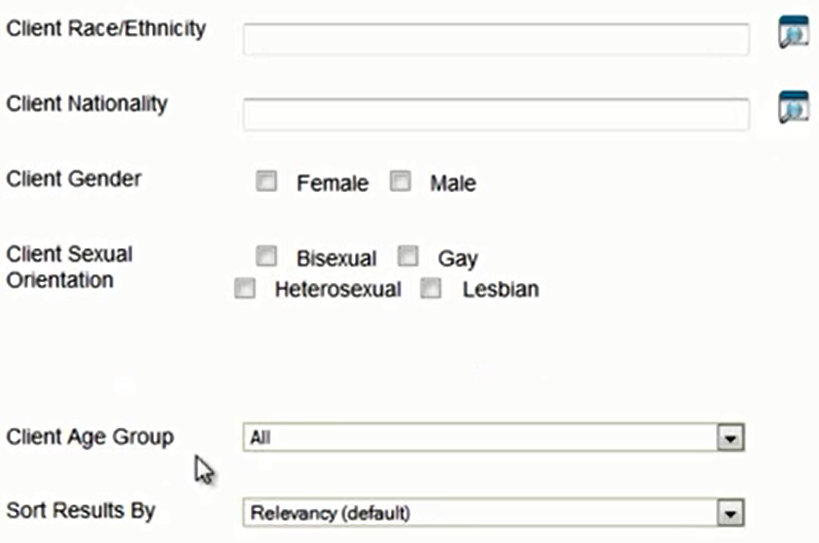 Client Race/Ethnicity
Client Nationality
Client Gender Female Male
Client Sexual Orientation Bisexual Gay
Heterosexual Lesbian
Client Age Group All
Sort Results By Relevancy (default)